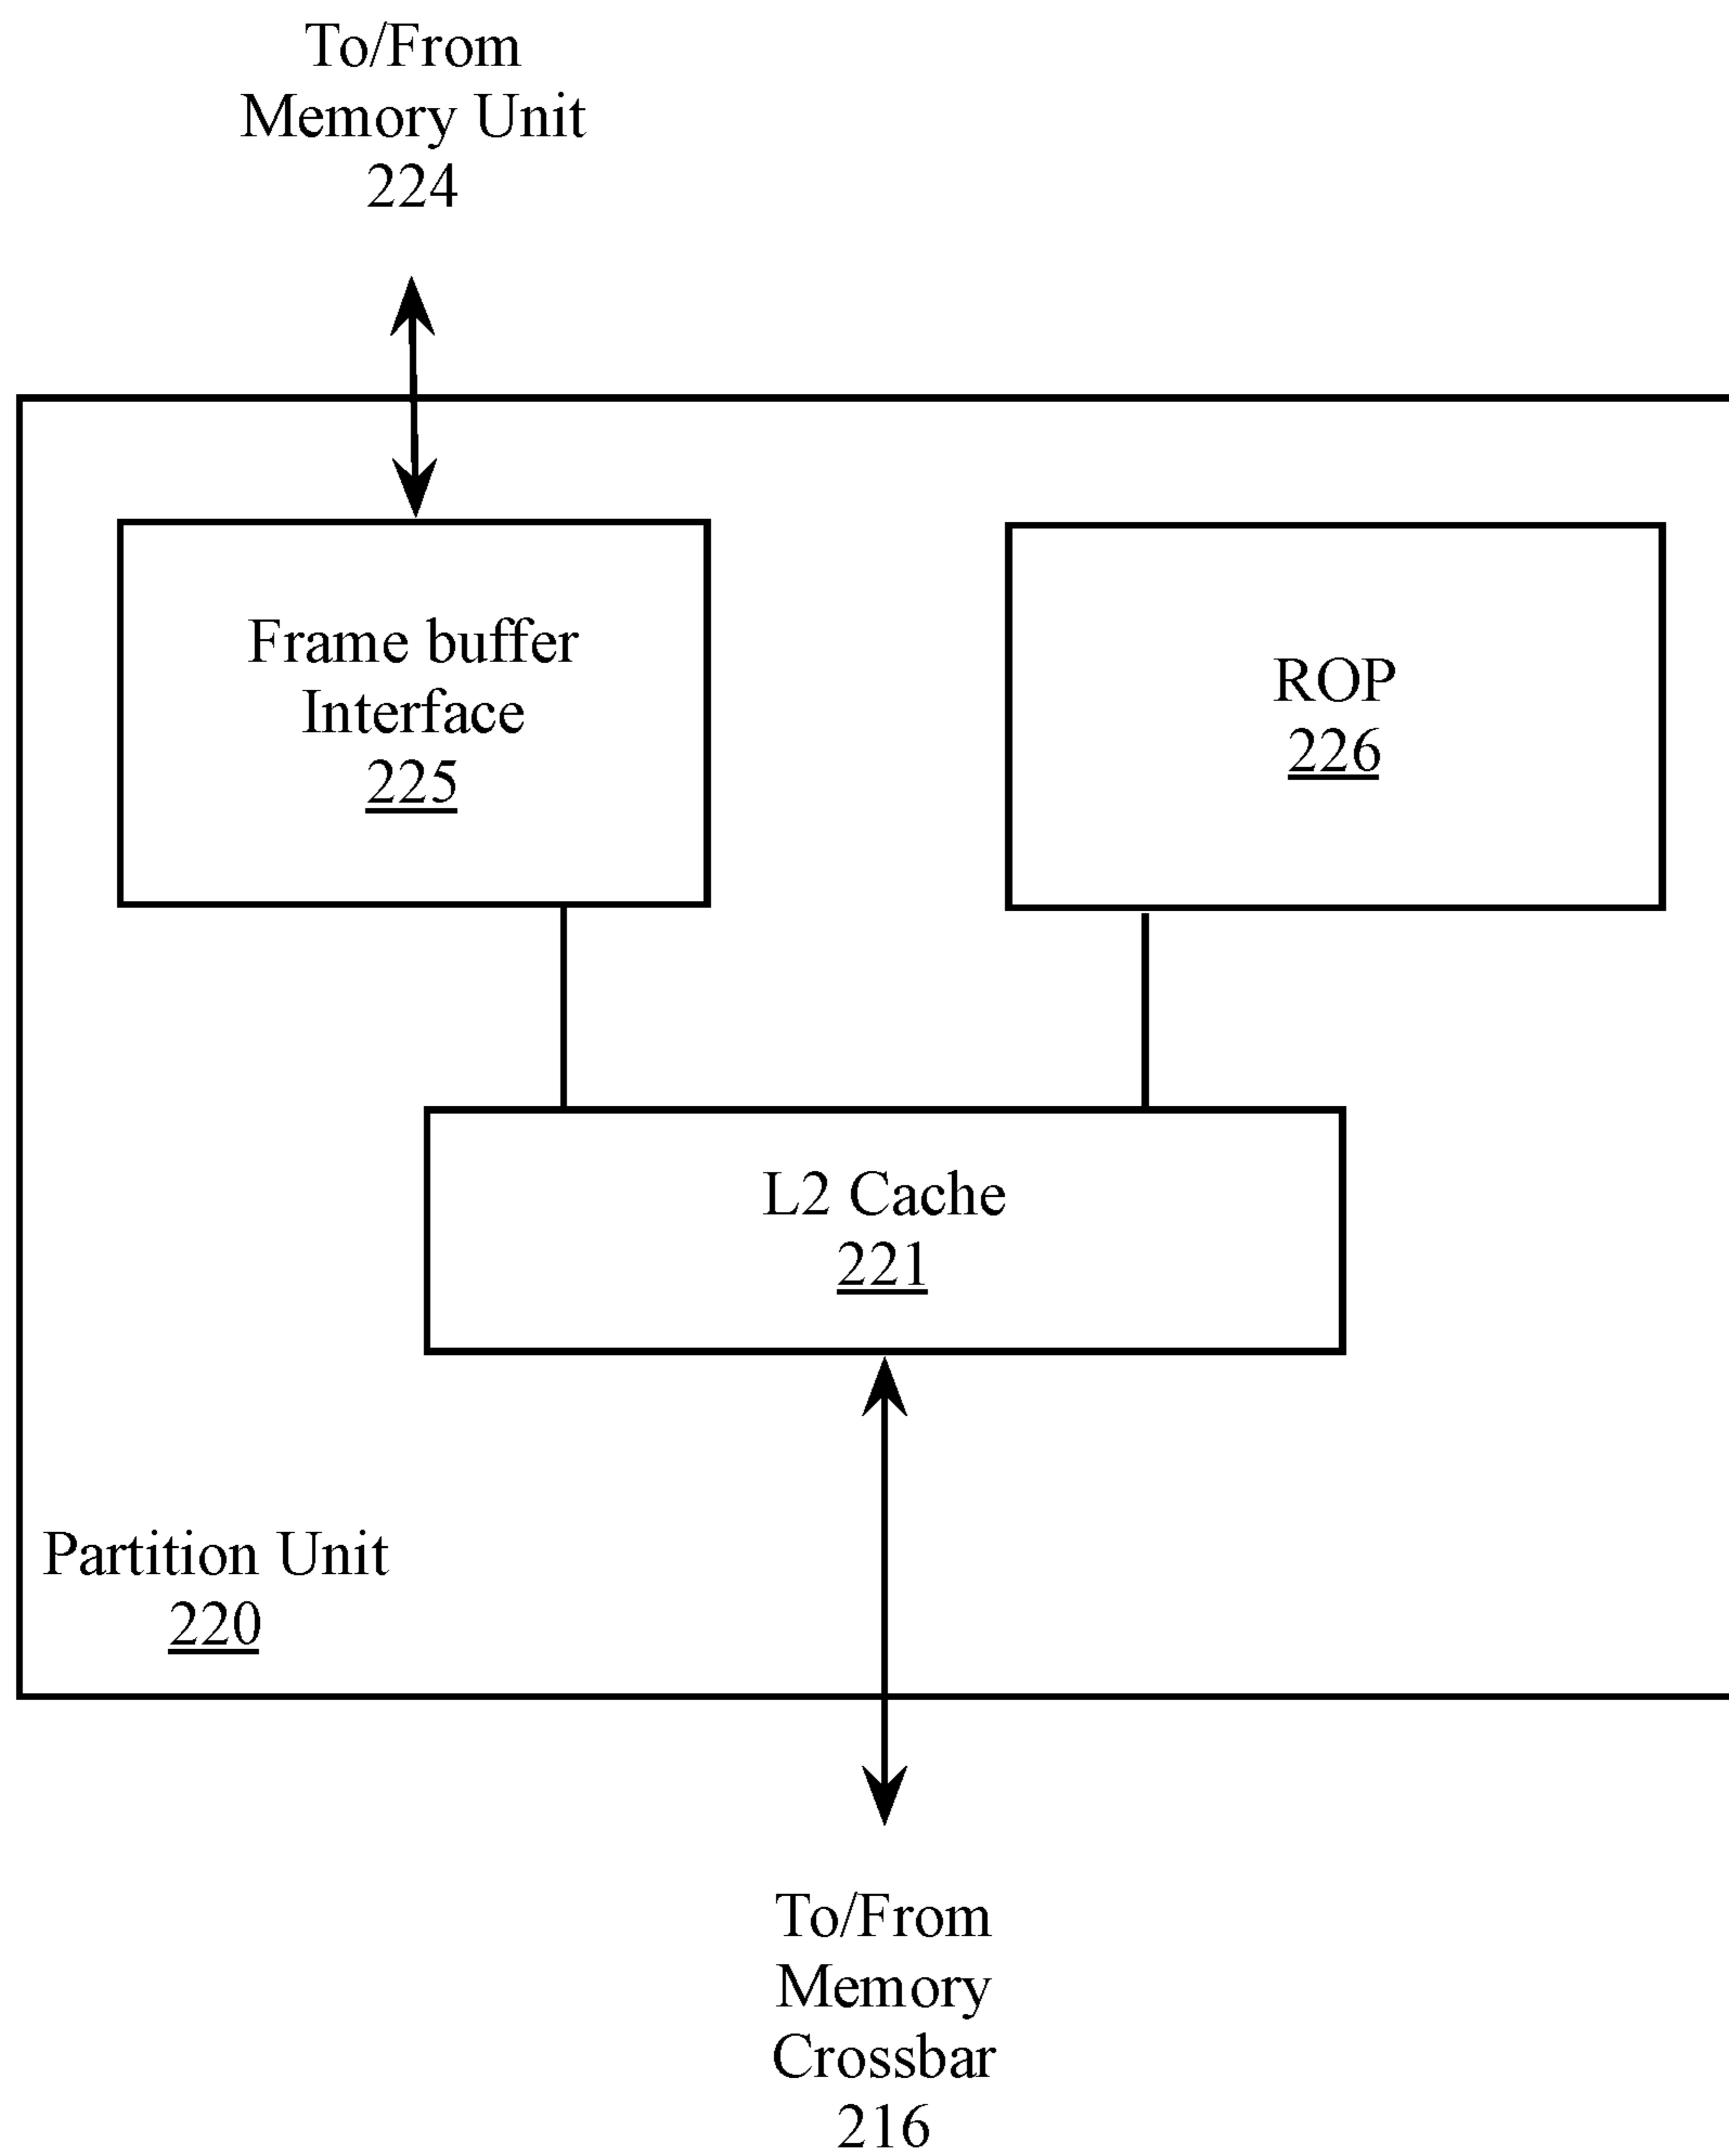 To/From
Memory Unit
224
Frame buffer
Interface
225
ROP
226
L2 Cache
221
Partition Unit
220
To/From
Memory
Crossbar
216